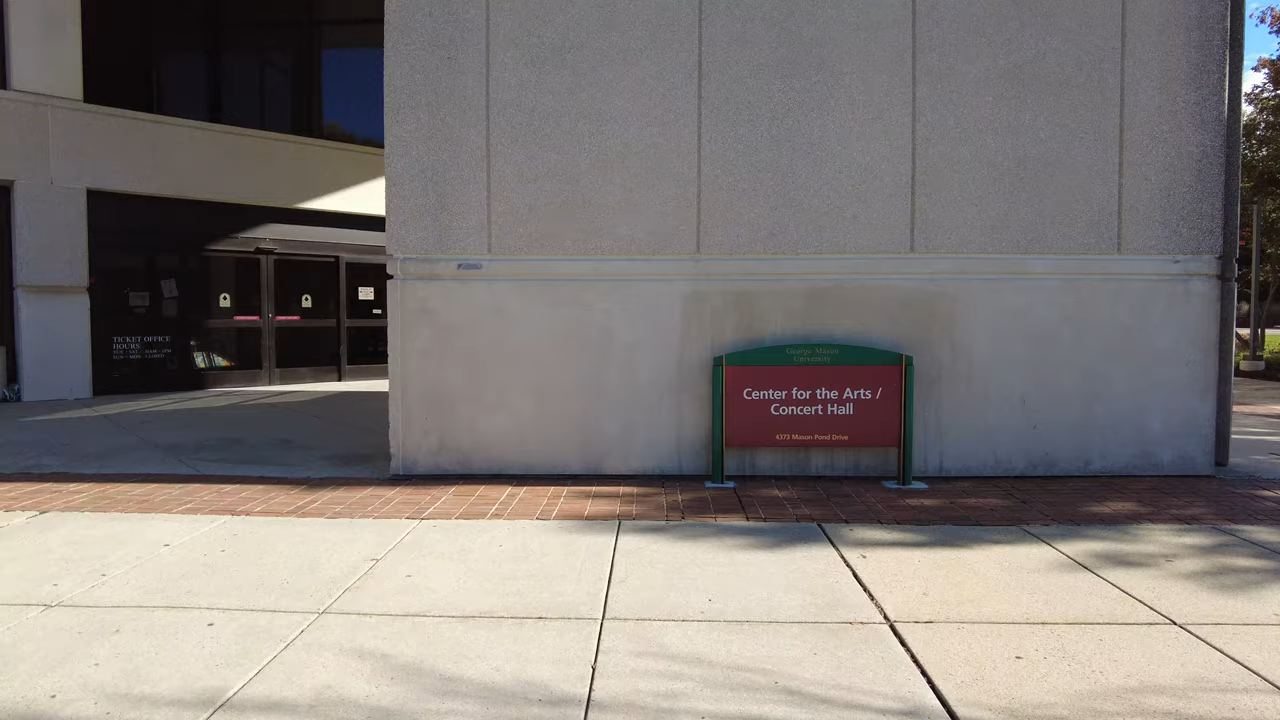 TICKET OFFICE
HOURS
George Mason
University
Center for the Arts /
Concert Hall
4373 Mason Pond Drive